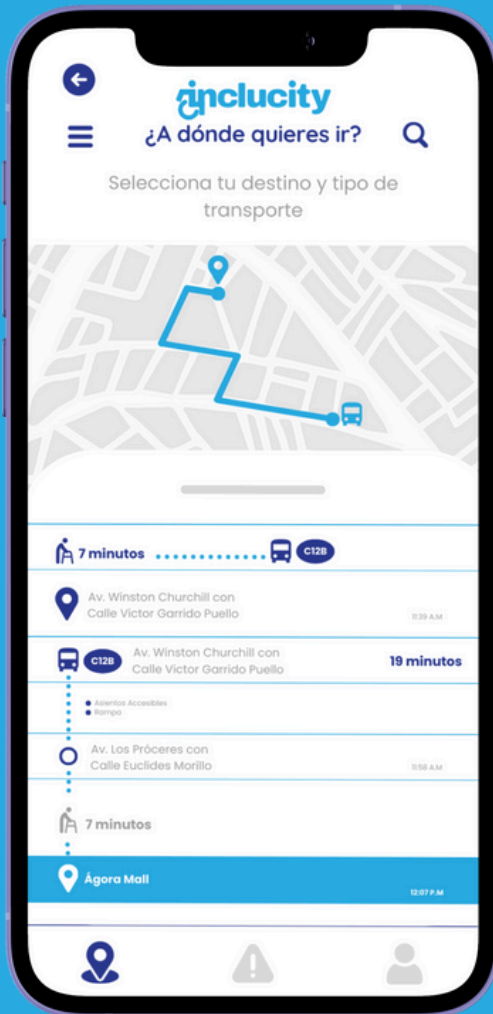 inclucity
¿A dónde quieres ir?
Selecciona tu destino y tipo de
transporte
7 minutos C12B
Av. Winston Churchill con
Calle Victor Garrido Puello
11:39 A.M
C12B
Av. Winston Churchill con
Calle Victor Garrido Puello
19 minutos
Asientos Accesibles
Rampa
Av. Los Próceres con
Calle Euclides Morillo
11:58 A.M
7 minutos
Ágora Mall
12:07 P.M